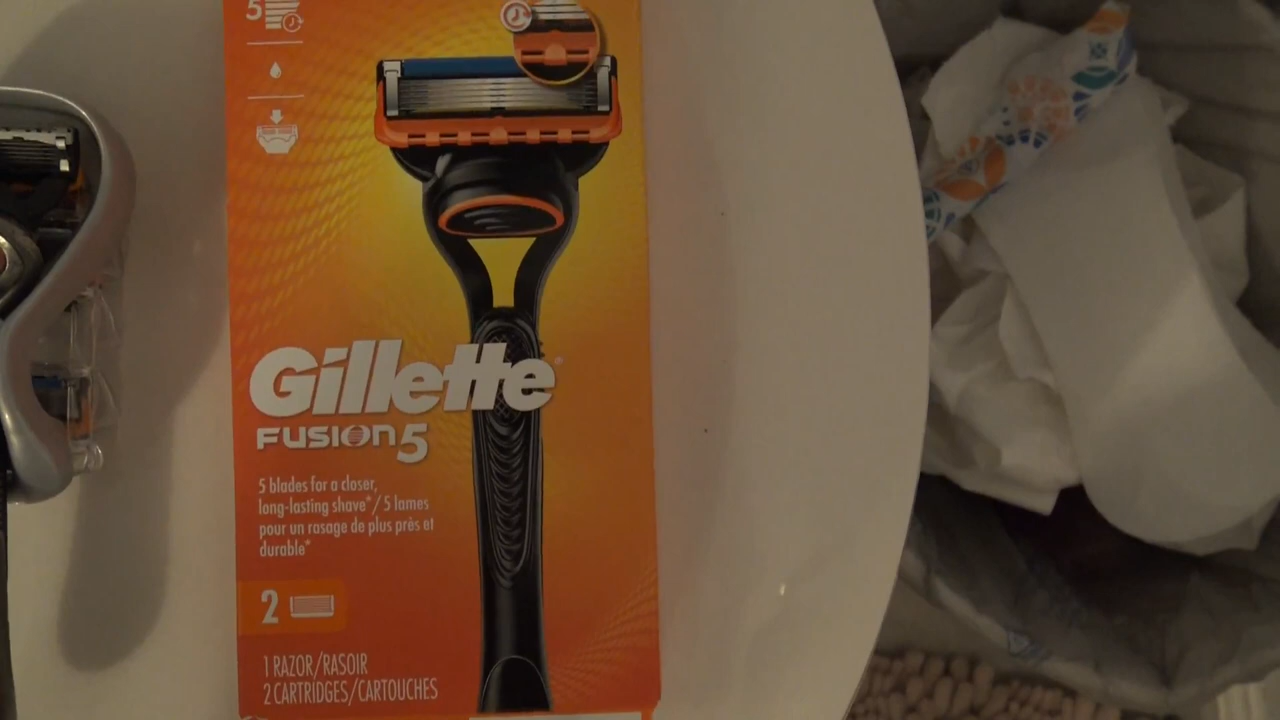 5
Gillette®
FUSION5
5 blades for a closer,
long-lasting shave*/5 lames
pour un rasage de plus près et
durable*
2
1 RAZOR/RASOIR
2 CARTRIDGES/CARTOUCHES